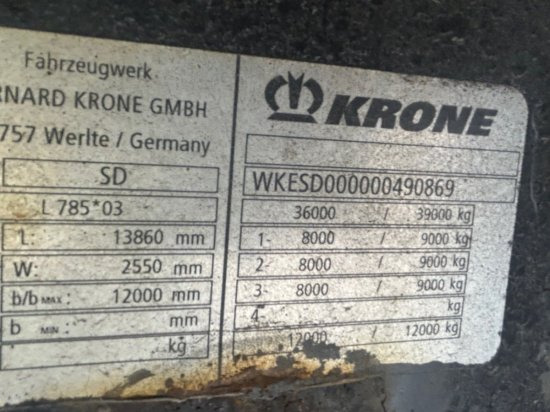 Fahrzeugwerk
RNARD KRONE GMBH
757 Werlte / Germany
SD
L 785*03
L: 13860 mm
W: 2550 mm
b/b MAX: 12000 mm
b MIN: mm
kg
KRONE
WKESD000000490869
36000 / 39000 kg
1- 8000 / 9000 kg
2- 8000 / 9000 kg
3- 8000 / 9000 kg
4- kg
12000 / 12000 kg